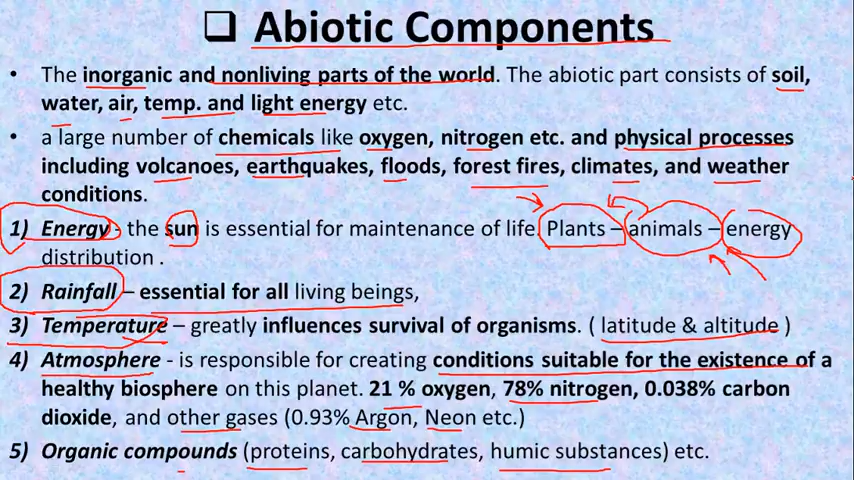 ❑ Abiotic Components
• The inorganic and nonliving parts of the world. The abiotic part consists of soil,
water, air, temp. and light energy etc.
• a large number of chemicals like oxygen, nitrogen etc. and physical processes
including volcanoes, earthquakes, floods, forest fires, climates, and weather
conditions.
1) Energy - the sun is essential for maintenance of life. Plants – animals – energy
distribution .
2) Rainfall – essential for all living beings,
3) Temperature – greatly influences survival of organisms. ( latitude & altitude )
4) Atmosphere - is responsible for creating conditions suitable for the existence of a
healthy biosphere on this planet. 21 % oxygen, 78% nitrogen, 0.038% carbon
dioxide, and other gases (0.93% Argon, Neon etc.)
5) Organic compounds (proteins, carbohydrates, humic substances) etc.